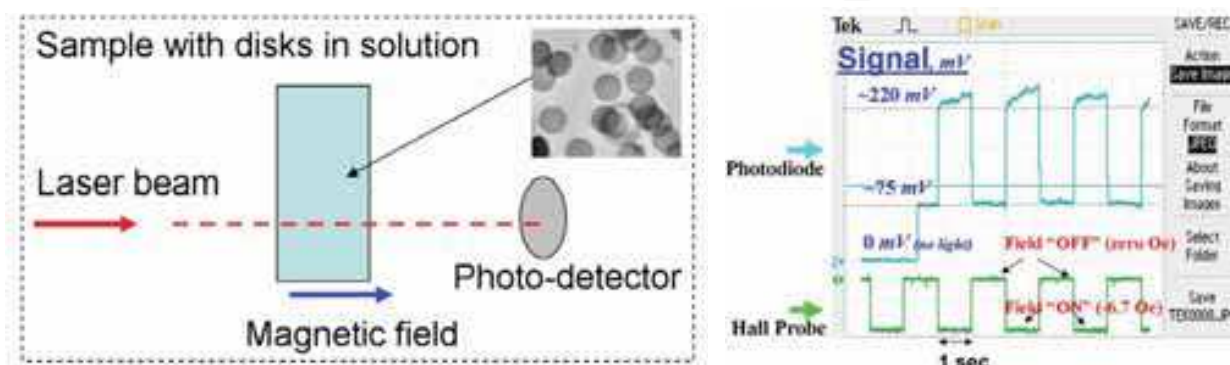 Sample with disks in solution
Laser beam
Photo-detector
Magnetic field
Tek
SAVE/REC
Signal, mV
Action
Save Image
~220 mV
File
Format
JPEG
Photodiode
About
Saving
Images
~75 mV
0 mV (no light)
Field "OFF" (zero Oe)
Select
Folder
Field "ON" (~6.7 Oe)
Hall Probe
Save
1 sec